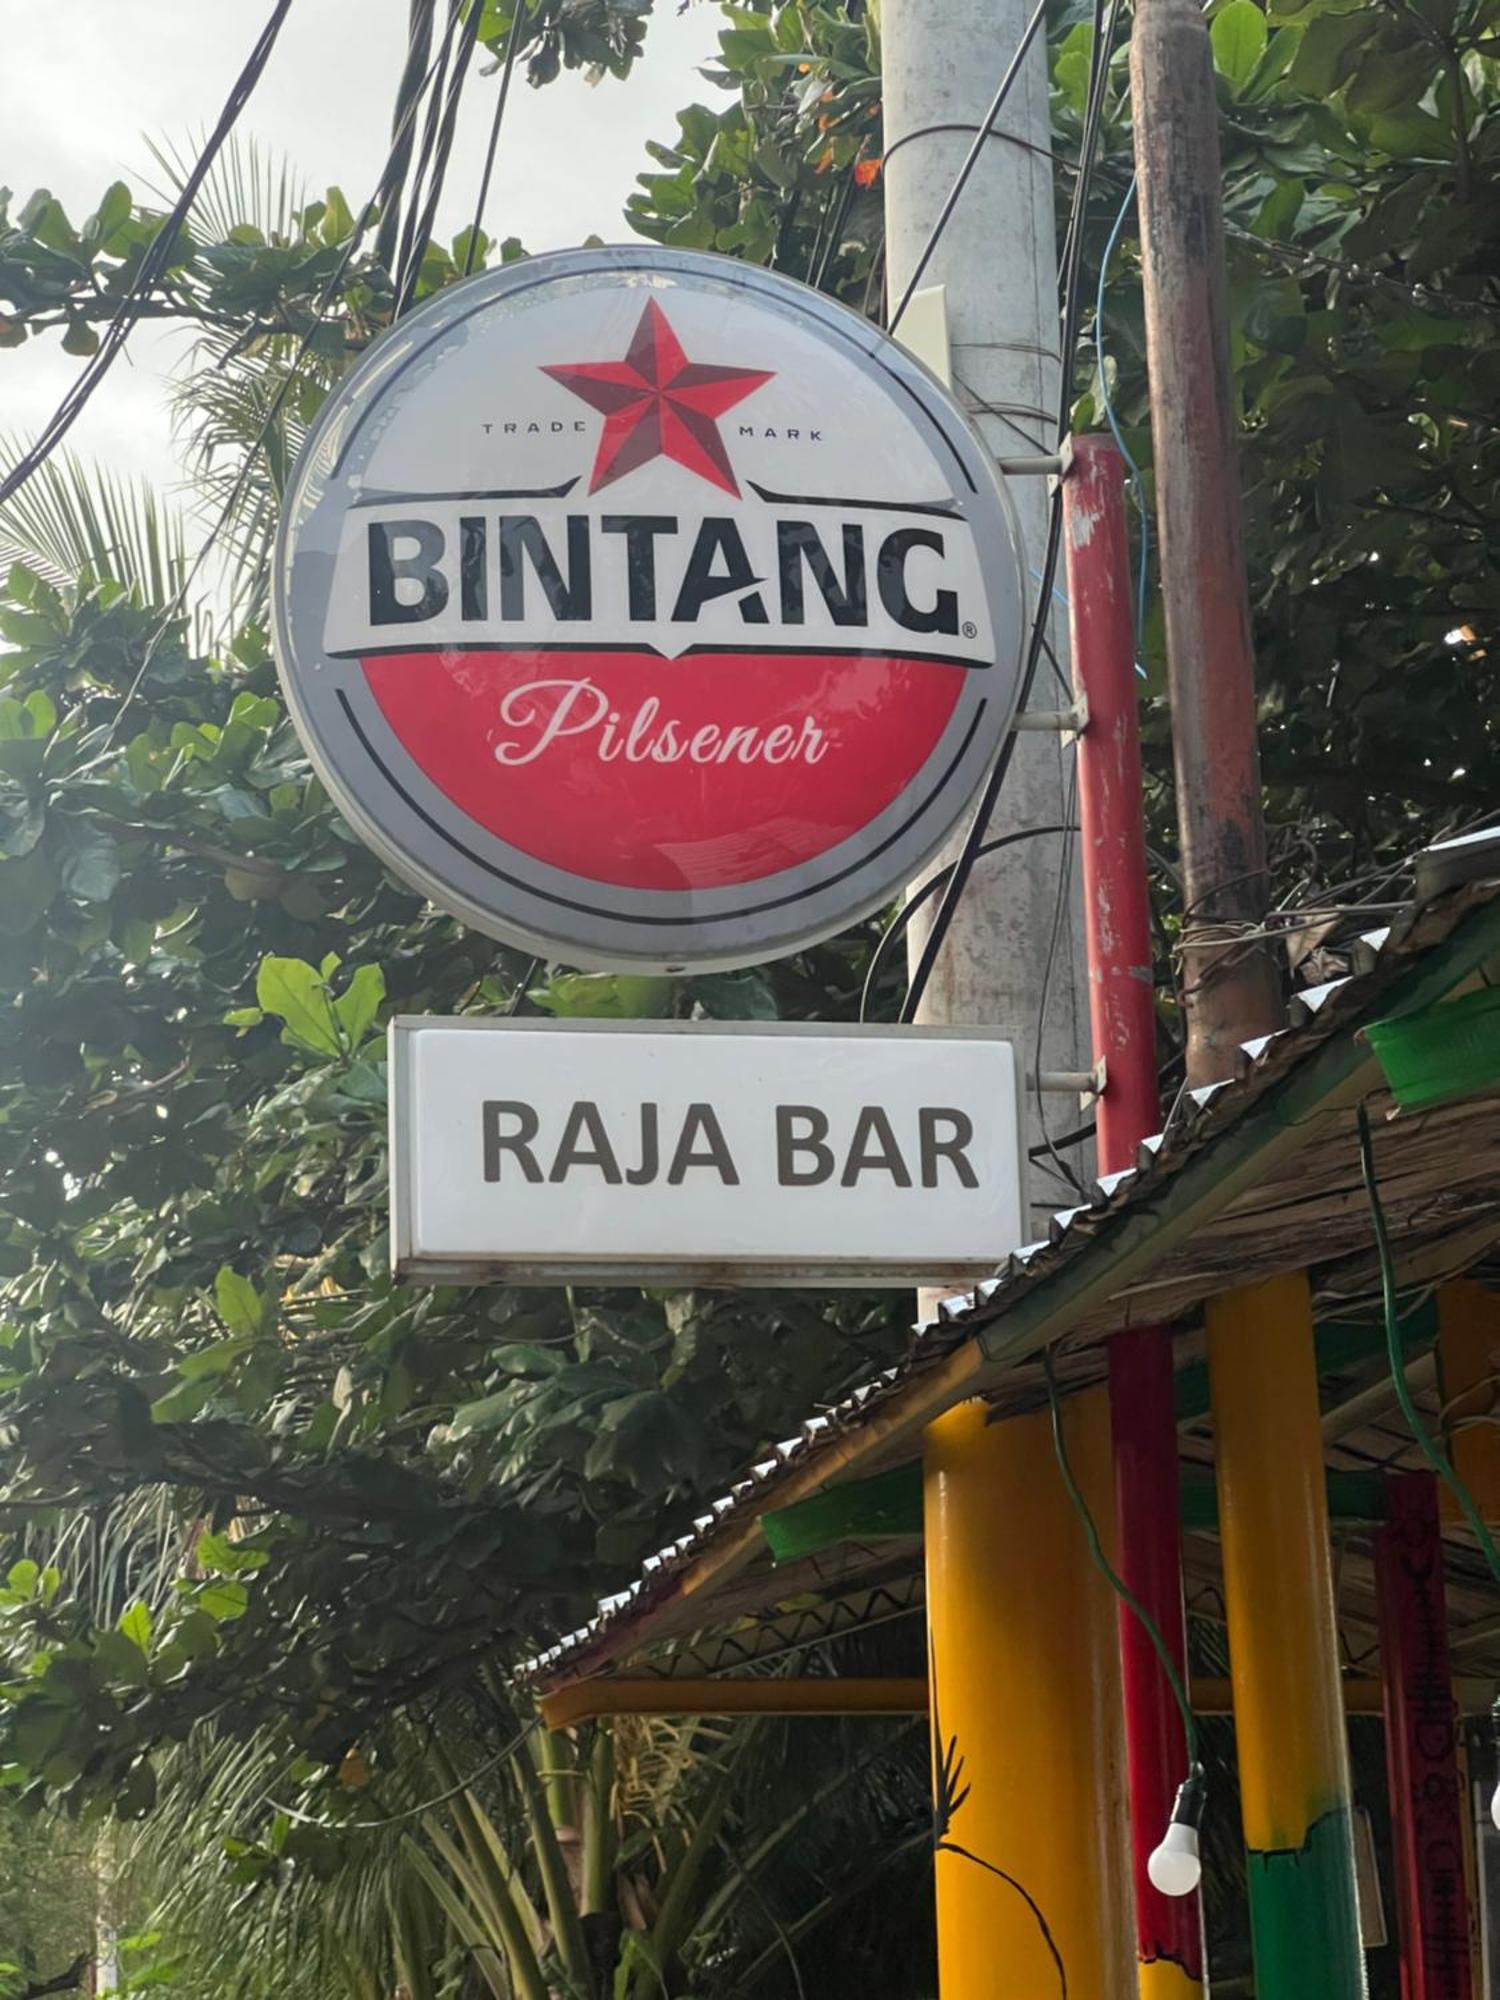 TRADE MARK
BINTANG®
Pilsener
RAJA BAR